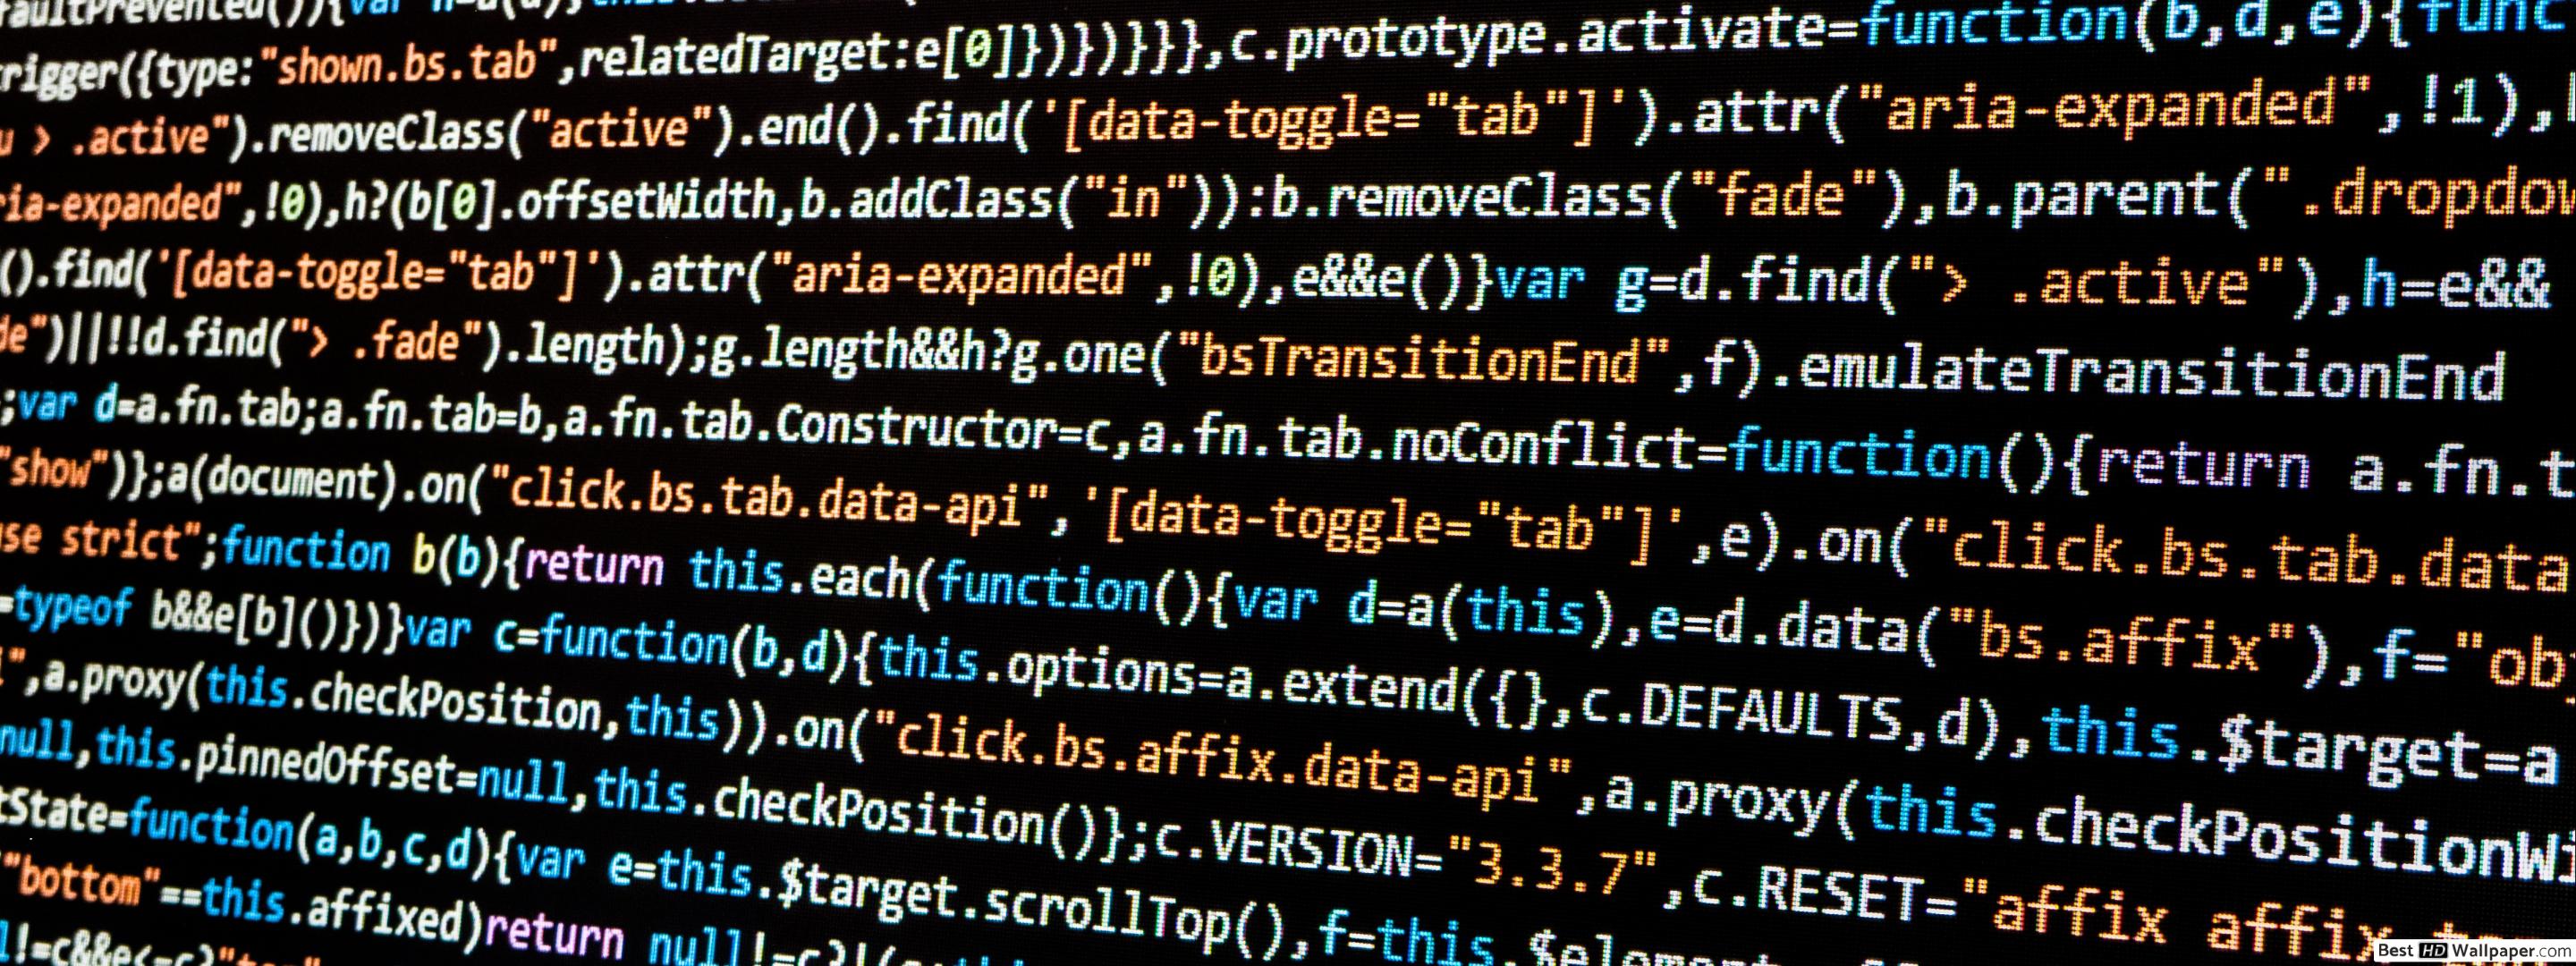 faultPrevented()){var
rigger({type:"shown.bs.tab",relatedTarget:e[0]})})}}},c.prototype.activate=function(b,d,e){func
u > .active").removeClass("active").end().find('[data-toggle="tab"]').attr("aria-expanded",!1),
ria-expanded",!0),h?(b[0].offsetWidth,b.addClass("in")):b.removeClass("fade"),b.parent(".dropdow
().find('[data-toggle="tab"]').attr("aria-expanded",!0),e&&e()}var g=d.find("> .active"),h=e&&
de")||!!d.find("> .fade").length);g.length&&h?g.one("bsTransitionEnd",f).emulateTransitionEnd
;var d=a.fn.tab;a.fn.tab=b,a.fn.tab.Constructor=c,a.fn.tab.noConflict=function(){return a.fn.t
"show")};a(document).on("click.bs.tab.data-api",'[data-toggle="tab"]',e).on("click.bs.tab.data
se strict";function b(b){return this.each(function(){var d=a(this),e=d.data("bs.affix"),f="ob
=typeof b&&e[b]()})}var c=function(b,d){this.options=a.extend({},c.DEFAULTS,d),this.$target=a
",a.proxy(this.checkPosition,this)).on("click.bs.affix.data-api",a.proxy(this.checkPositionWi
null,this.pinnedOffset=null,this.checkPosition()};c.VERSION="3.3.7",c.RESET="affix affix
tState=function(a,b,c,d){var e=this.$target.scrollTop(),f=this.$element
"bottom"==this.affixed)return null!=c?!(
l!=c&&e<=c?"top"
Best HD Wallpaper.com